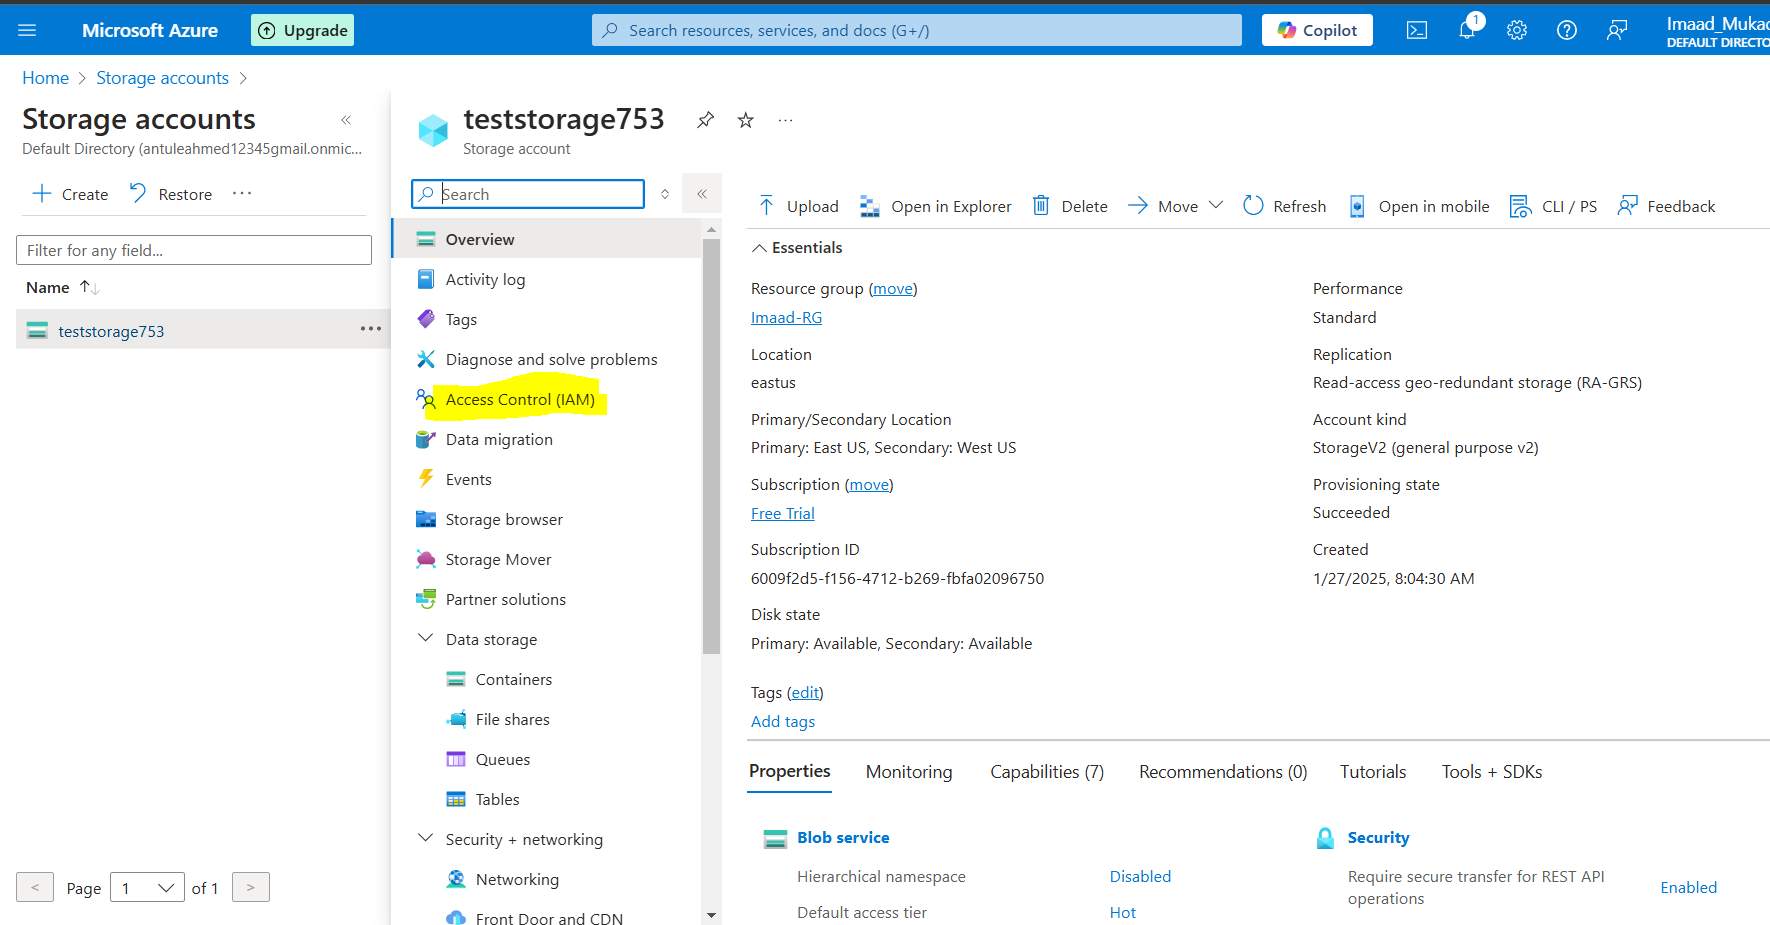 Microsoft Azure
Upgrade
Search resources, services, and docs (G+/)
Copilot
1
Imaad_Mukad
DEFAULT DIRECTO
Home > Storage accounts >
Storage accounts
Default Directory (antuleahmed12345gmail.onmic...
Create Restore ...
Filter for any field...
Name
teststorage753
< Page 1 of 1 >
teststorage753
Storage account
Search
Overview
Activity log
Tags
Diagnose and solve problems
Access Control (IAM)
Data migration
Events
Storage browser
Storage Mover
Partner solutions
Data storage
Containers
File shares
Queues
Tables
Security + networking
Networking
Front Door and CDN
Upload Open in Explorer Delete Move Refresh Open in mobile CLI / PS Feedback
Essentials
Resource group (move)
Imaad-RG
Location
eastus
Primary/Secondary Location
Primary: East US, Secondary: West US
Subscription (move)
Free Trial
Subscription ID
6009f2d5-f156-4712-b269-fbfa02096750
Disk state
Primary: Available, Secondary: Available
Performance
Standard
Replication
Read-access geo-redundant storage (RA-GRS)
Account kind
StorageV2 (general purpose v2)
Provisioning state
Succeeded
Created
1/27/2025, 8:04:30 AM
Tags (edit)
Add tags
Properties Monitoring Capabilities (7) Recommendations (0) Tutorials Tools + SDKs
Blob service
Hierarchical namespace Disabled
Default access tier Hot
Security
Require secure transfer for REST API
operations
Enabled